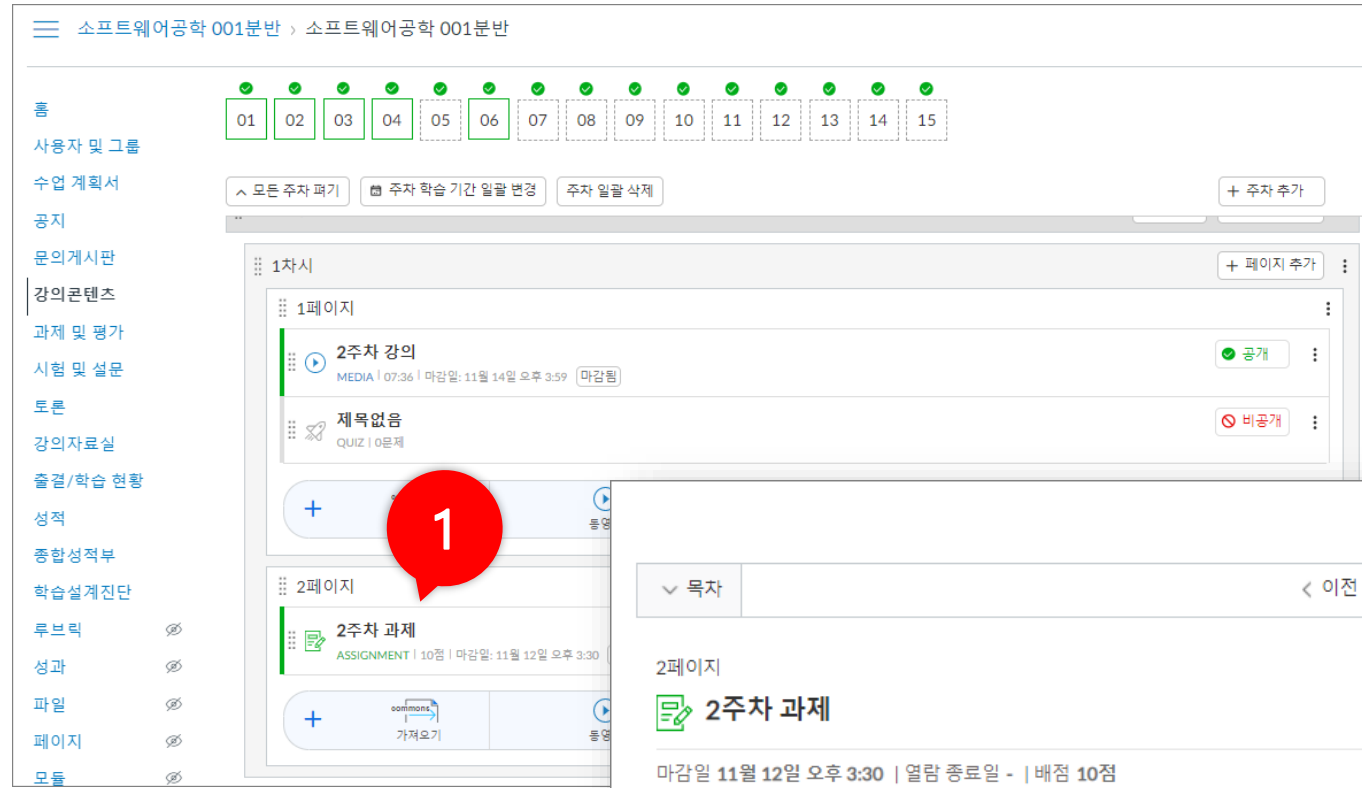 소프트웨어공학 001분반 › 소프트웨어공학 001분반
홈
사용자 및 그룹
수업 계획서
공지
문의게시판
강의콘텐츠
과제 및 평가
시험 및 설문
토론
강의자료실
출결/학습 현황
성적
종합성적부
학습설계진단
루브릭
성과
파일
페이지
모듈
01 02 03 04 05 06 07 08 09 10 11 12 13 14 15
모든 주차 펴기 주차 학습 기간 일괄 변경 주차 일괄 삭제 + 주차 추가
1차시 + 페이지 추가
1페이지
2주차 강의 공개
MEDIA | 07:36 | 마감일: 11월 14일 오후 3:59 마감됨
제목없음 비공개
QUIZ | 0문제
+
1
2페이지
2주차 과제
ASSIGNMENT | 10점 | 마감일: 11월 12일 오후 3:30
+ commons
가져오기
목차 < 이전
2페이지
2주차 과제
마감일 11월 12일 오후 3:30 | 열람 종료일 - | 배점 10점